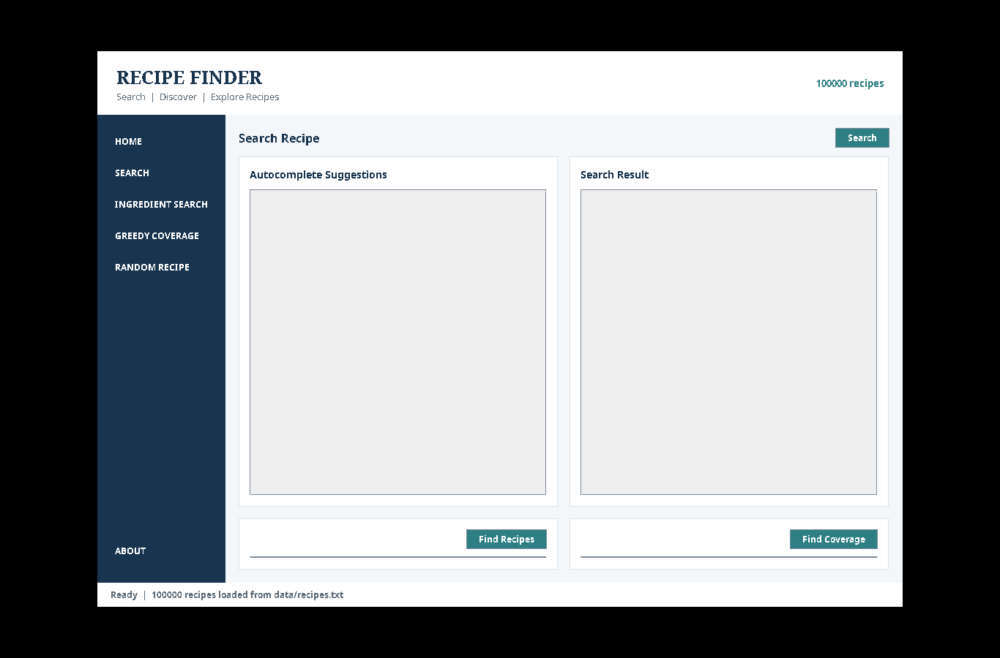 RECIPE FINDER
Search | Discover | Explore Recipes
100000 recipes
HOME
SEARCH
INGREDIENT SEARCH
GREEDY COVERAGE
RANDOM RECIPE
ABOUT
Search Recipe
Search
Autocomplete Suggestions
Search Result
Find Recipes
Find Coverage
Ready | 100000 recipes loaded from data/recipes.txt